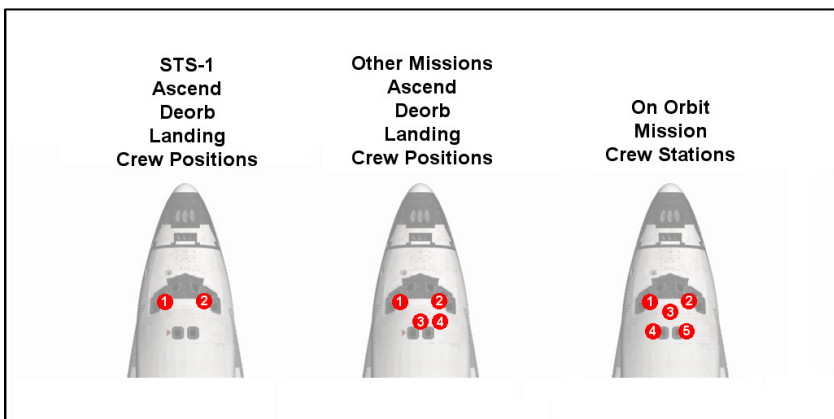 STS-1
Ascend
Deorb
Landing
Crew Positions
Other Missions
Ascend
Deorb
Landing
Crew Positions
On Orbit
Mission
Crew Stations
1 2
1 2
3 4
1 2
3
4 5